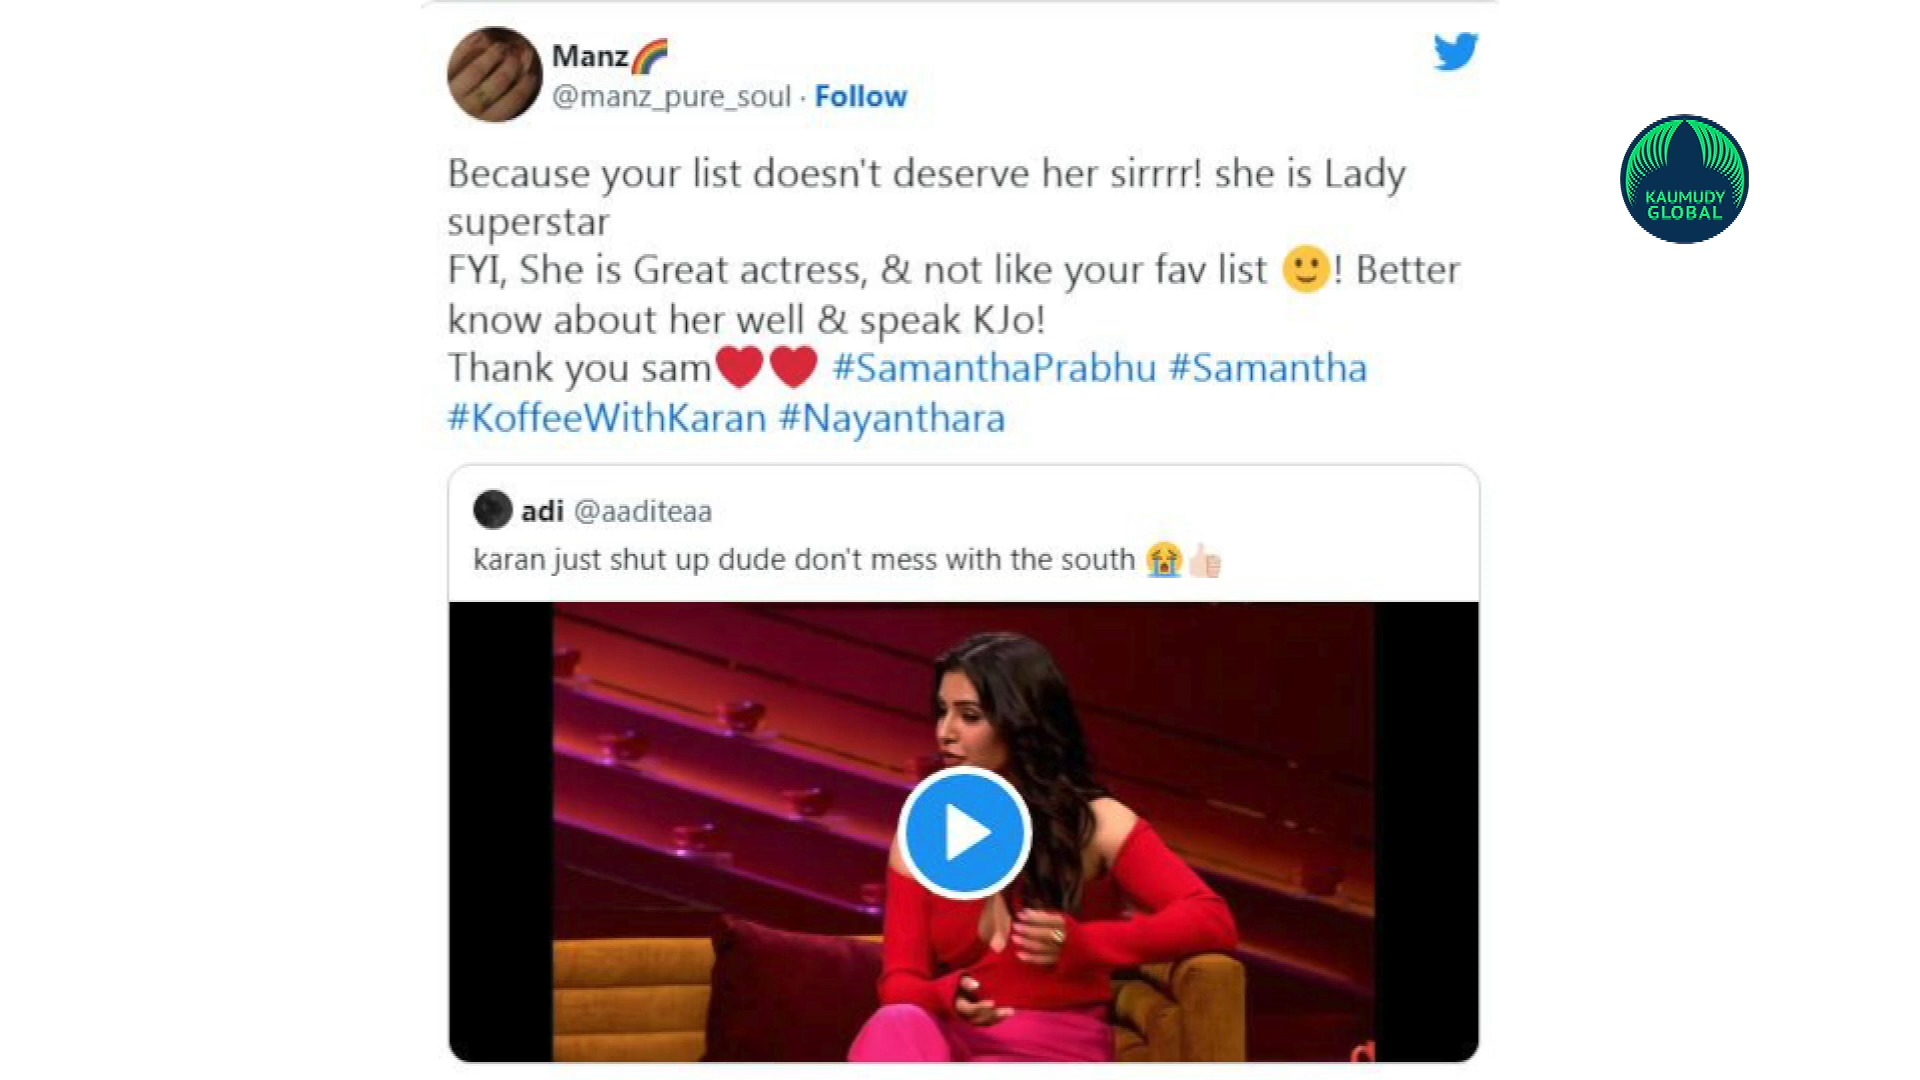 Manz🌈
@manz_pure_soul · Follow
KAUMUDY
GLOBAL
Because your list doesn't deserve her sirrrr! she is Lady
superstar
FYI, She is Great actress, & not like your fav list 🙂! Better
know about her well & speak KJo!
Thank you sam❤️❤️ #SamanthaPrabhu #Samantha
#KoffeeWithKaran #Nayanthara
adi @aaditeaa
karan just shut up dude don't mess with the south 😭👍🏻